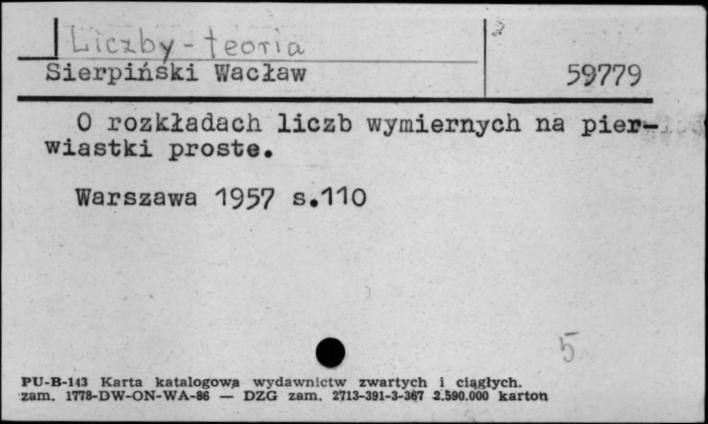 Liczby - teoria
Sierpiński Wacław
59779
O rozkładach liczb wymiernych na pier-
wiastki proste.
Warszawa 1957 s.110
5
PU-B-143 Karta katalogowa wydawnictw zwartych i ciągłych.
zam. 1778-DW-ON-WA-86 — DZG zam. 2713-391-3-367 2.590.000 karton